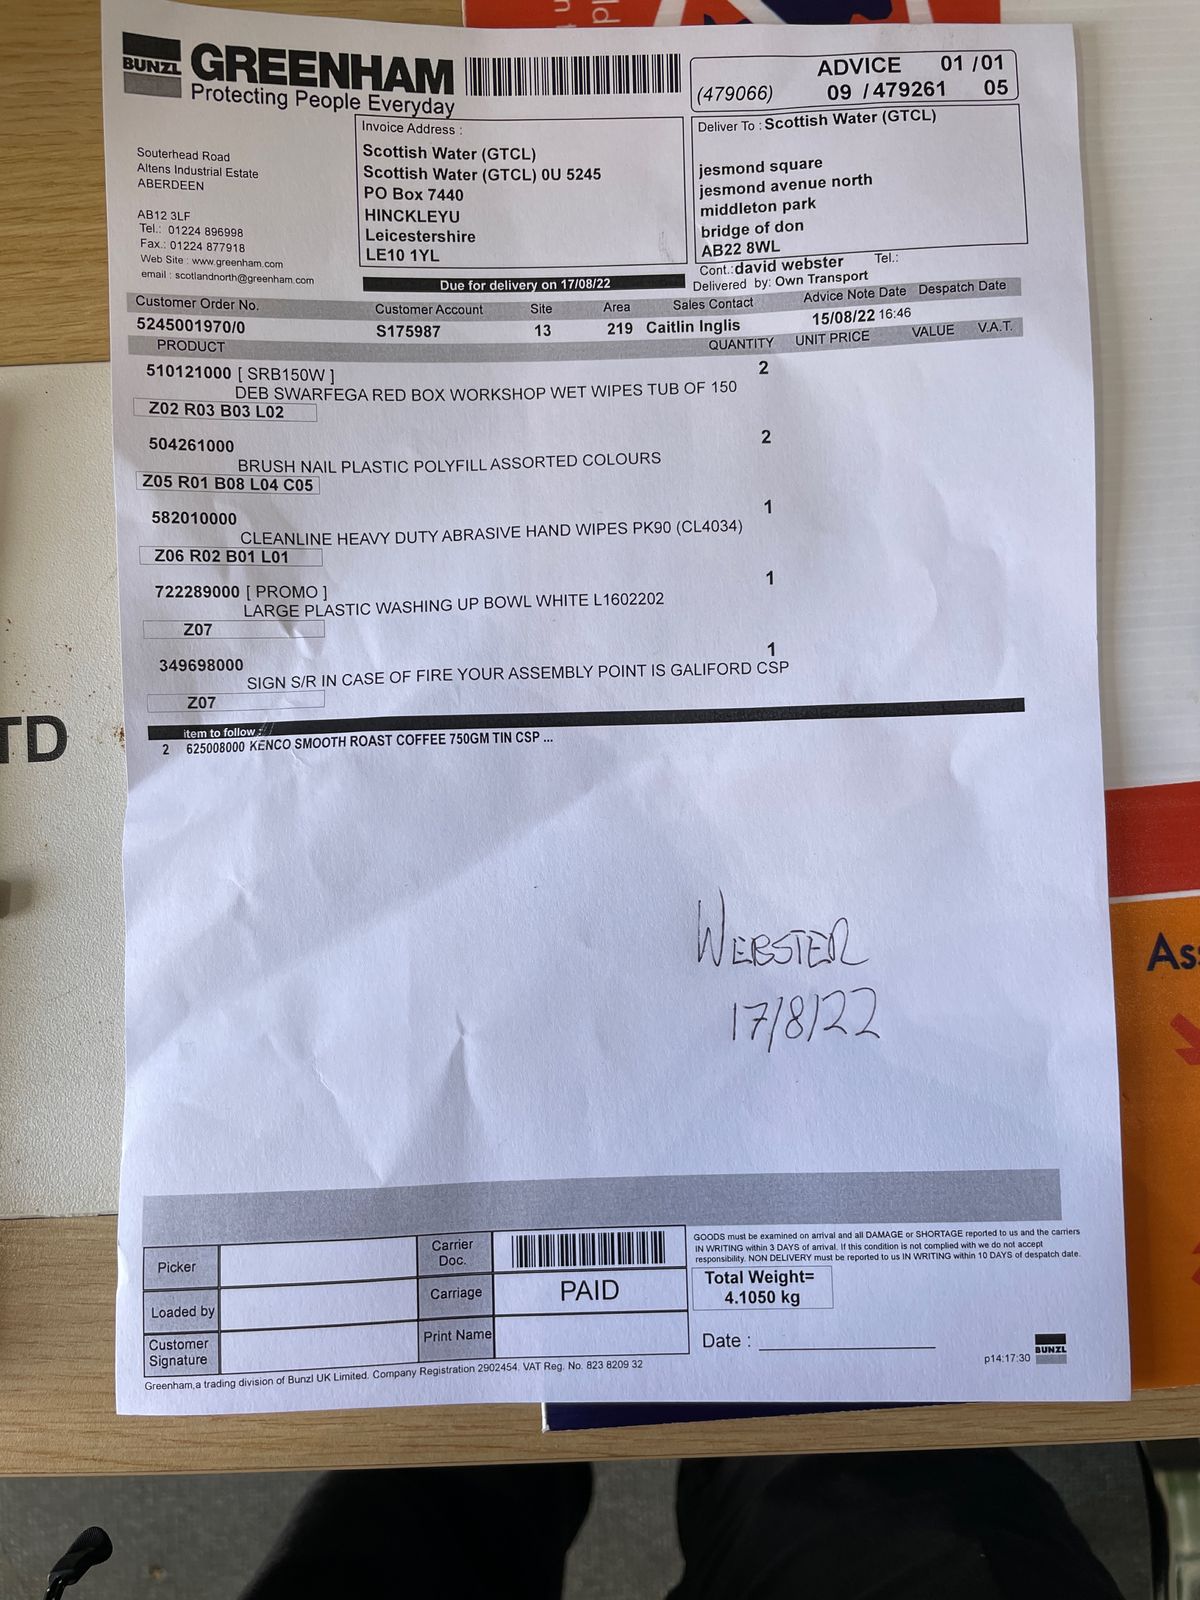 BUNZL GREENHAM
Protecting People Everyday
ADVICE 01 / 01
(479066) 09 / 479261 05
Souterhead Road
Altens Industrial Estate
ABERDEEN
AB12 3LF
Tel.: 01224 896998
Fax.: 01224 877918
Web Site : www.greenham.com
email : scotlandnorth@greenham.com
Invoice Address :
Scottish Water (GTCL)
Scottish Water (GTCL) 0U 5245
PO Box 7440
HINCKLEYU
Leicestershire
LE10 1YL
Deliver To : Scottish Water (GTCL)
jesmond square
jesmond avenue north
middleton park
bridge of don
AB22 8WL
Cont.: david webster Tel.:
Delivered by: Own Transport
Due for delivery on 17/08/22
Customer Order No. Customer Account Site Area Sales Contact Advice Note Date Despatch Date
5245001970/0 S175987 13 219 Caitlin Inglis 15/08/22 16:46
PRODUCT QUANTITY UNIT PRICE VALUE V.A.T.
510121000 [ SRB150W ] 2
DEB SWARFEGA RED BOX WORKSHOP WET WIPES TUB OF 150
Z02 R03 B03 L02
504261000 2
BRUSH NAIL PLASTIC POLYFILL ASSORTED COLOURS
Z05 R01 B08 L04 C05
582010000 1
CLEANLINE HEAVY DUTY ABRASIVE HAND WIPES PK90 (CL4034)
Z06 R02 B01 L01
722289000 [ PROMO ] 1
LARGE PLASTIC WASHING UP BOWL WHITE L1602202
Z07
349698000 1
SIGN S/R IN CASE OF FIRE YOUR ASSEMBLY POINT IS GALIFORD CSP
Z07
item to follow :
2 625008000 KENCO SMOOTH ROAST COFFEE 750GM TIN CSP ...
WEBSTER
17/8/22
Picker
Loaded by
Customer
Signature
Carrier
Doc.
Carriage PAID
Print Name
GOODS must be examined on arrival and all DAMAGE or SHORTAGE reported to us and the carriers
IN WRITING within 3 DAYS of arrival. If this condition is not complied with we do not accept
responsibility. NON DELIVERY must be reported to us IN WRITING within 10 DAYS of despatch date.
Total Weight=
4.1050 kg
Date :
p14:17:30 BUNZL
Greenham,a trading division of Bunzl UK Limited. Company Registration 2902454. VAT Reg. No. 823 8209 32
TD